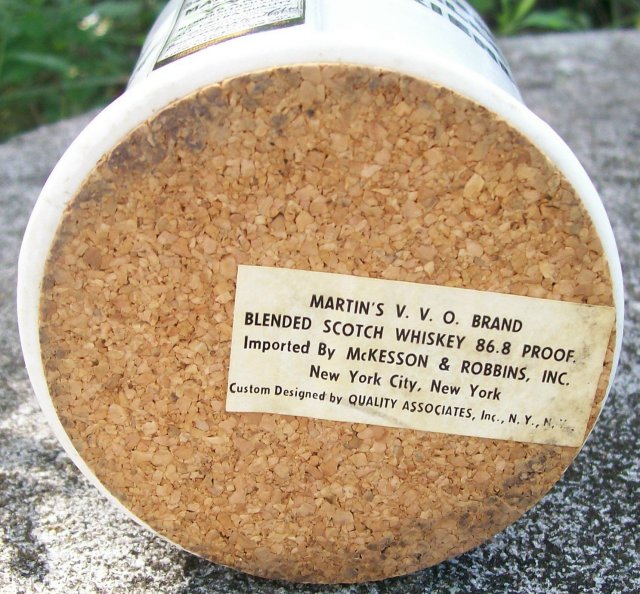 MARTIN'S V. V. O. BRAND
BLENDED SCOTCH WHISKEY 86.8 PROOF.
Imported By McKESSON & ROBBINS, INC.
New York City, New York
Custom Designed by QUALITY ASSOCIATES, Inc., N. Y., N.